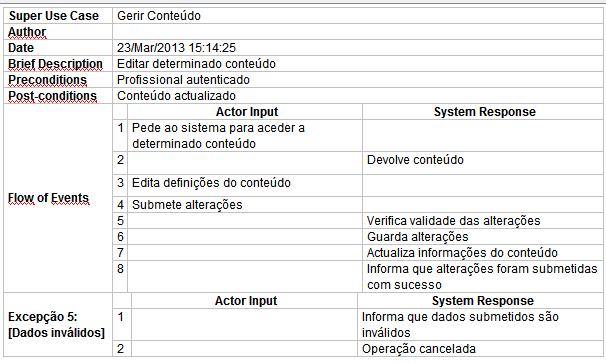 Super Use Case Gerir Conteúdo
Author
Date 23/Mar/2013 15:14:25
Brief Description Editar determinado conteúdo
Preconditions Profissional autenticado
Post-conditions Conteúdo actualizado
Flow of Events
Actor Input System Response
1 Pede ao sistema para aceder a
determinado conteúdo
2 Devolve conteúdo
3 Edita definições do conteúdo
4 Submete alterações
5 Verifica validade das alterações
6 Guarda alterações
7 Actualiza informações do conteúdo
8 Informa que alterações foram submetidas
com sucesso
Excepção 5:
[Dados inválidos]
Actor Input System Response
1 Informa que dados submetidos são
inválidos
2 Operação cancelada